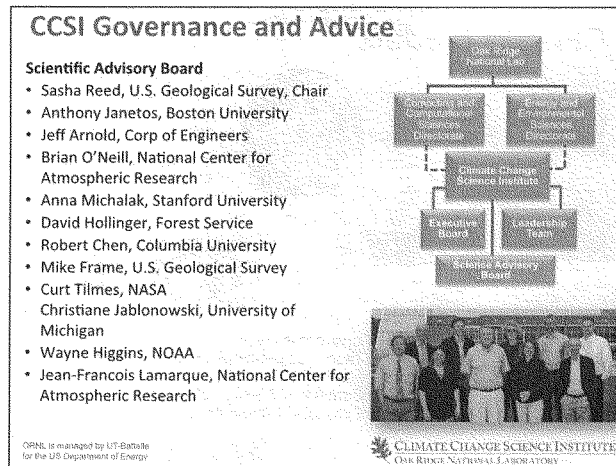 CCSI Governance and Advice
Scientific Advisory Board
• Sasha Reed, U.S. Geological Survey, Chair
• Anthony Janetos, Boston University
• Jeff Arnold, Corp of Engineers
• Brian O'Neill, National Center for
Atmospheric Research
• Anna Michalak, Stanford University
• David Hollinger, Forest Service
• Robert Chen, Columbia University
• Mike Frame, U.S. Geological Survey
• Curt Tilmes, NASA
Christiane Jablonowski, University of
Michigan
• Wayne Higgins, NOAA
• Jean-Francois Lamarque, National Center for
Atmospheric Research
Oak Ridge
National Lab
Computing and
Computational
Directorate
Energy and
Environmental
Directorate
Climate Change
Science Institute
Executive
Board
Leadership
Team
Science Advisory
Board
ORNL is managed by UT-Battelle
for the US Department of Energy
CLIMATE CHANGE SCIENCE INSTITUTE
OAK RIDGE NATIONAL LABORATORY